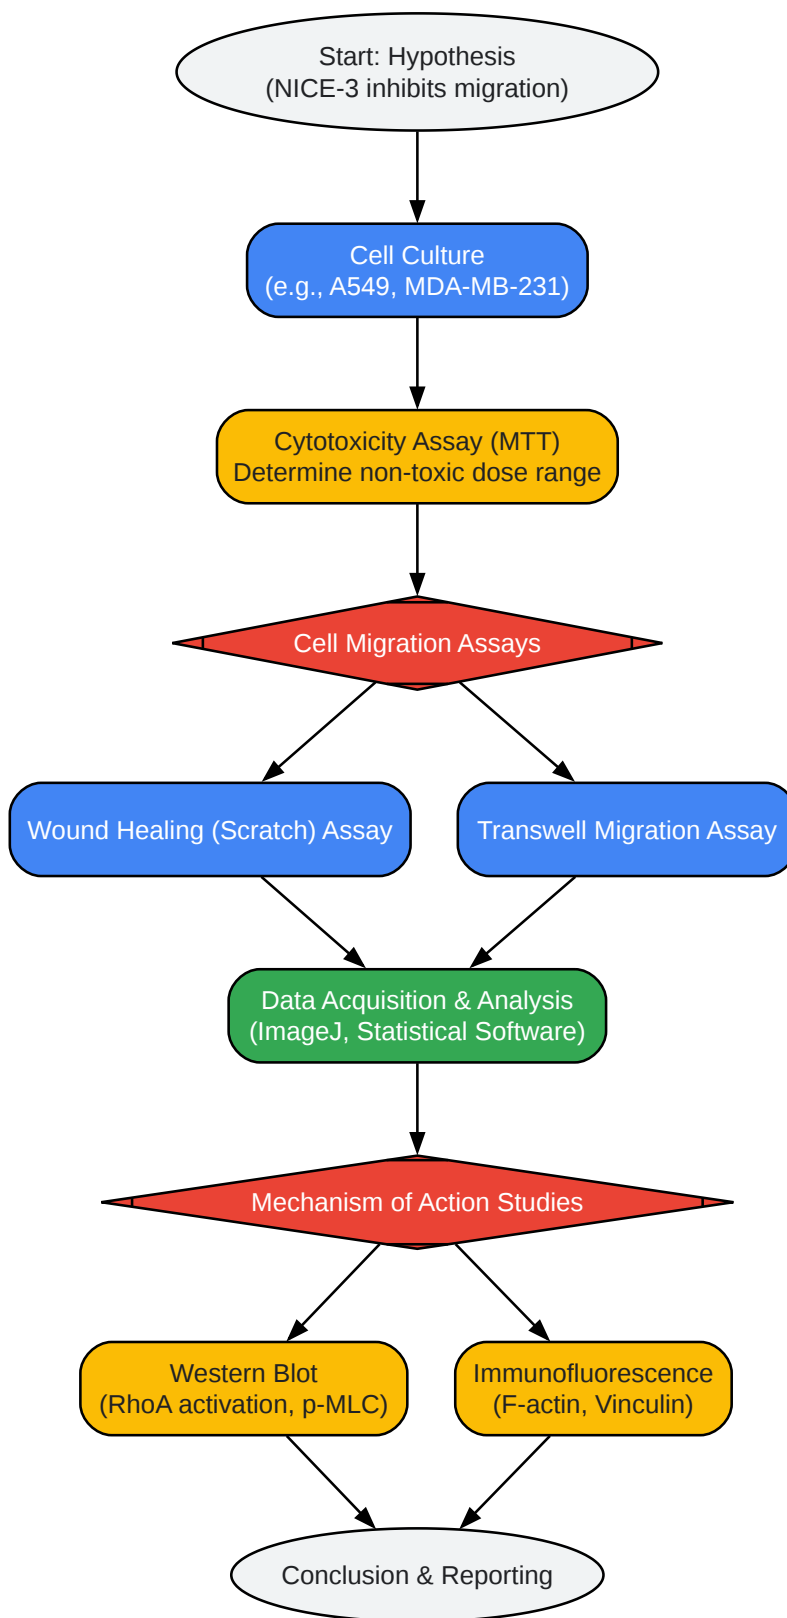 Start: Hypothesis
(NICE-3 inhibits migration)
Cell Culture
(e.g., A549, MDA-MB-231)
Cytotoxicity Assay (MTT)
Determine non-toxic dose range
Cell Migration Assays
Wound Healing (Scratch) Assay
Transwell Migration Assay
Data Acquisition & Analysis
(ImageJ, Statistical Software)
Mechanism of Action Studies
Western Blot
(RhoA activation, p-MLC)
Immunofluorescence
(F-actin, Vinculin)
Conclusion & Reporting